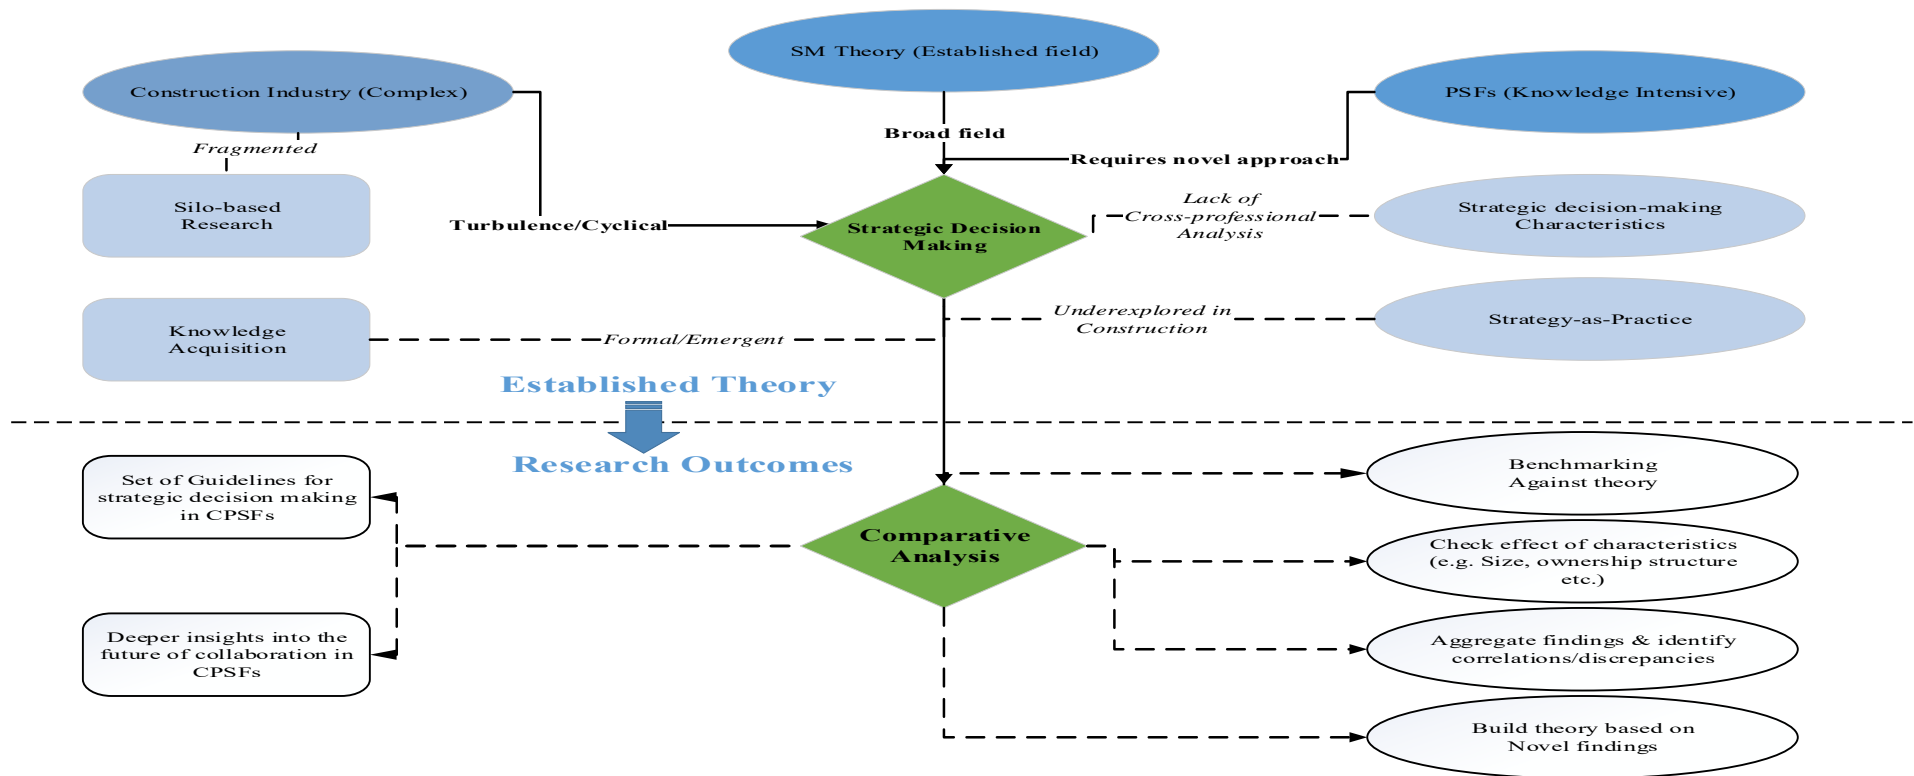 SM Theory (Established field)
Construction Industry (Complex)
PSFs (Knowledge Intensive)
Broad field
Fragmented
Requires novel approach
Silo-based
Research
Turbulence/Cyclical
Strategic Decision
Making
Lack of
Cross-professional
Analysis
Strategic decision-making
Characteristics
Knowledge
Acquisition
Formal/Emergent
Underexplored in
Construction
Strategy-as-Practice
Established Theory
Research Outcomes
Set of Guidelines for
strategic decision making
in CPSFs
Deeper insights into the
future of collaboration in
CPSFs
Comparative
Analysis
Benchmarking
Against theory
Check effect of characteristics
(e.g. Size, ownership structure
etc.)
Aggregate findings & identify
correlations/discrepancies
Build theory based on
Novel findings